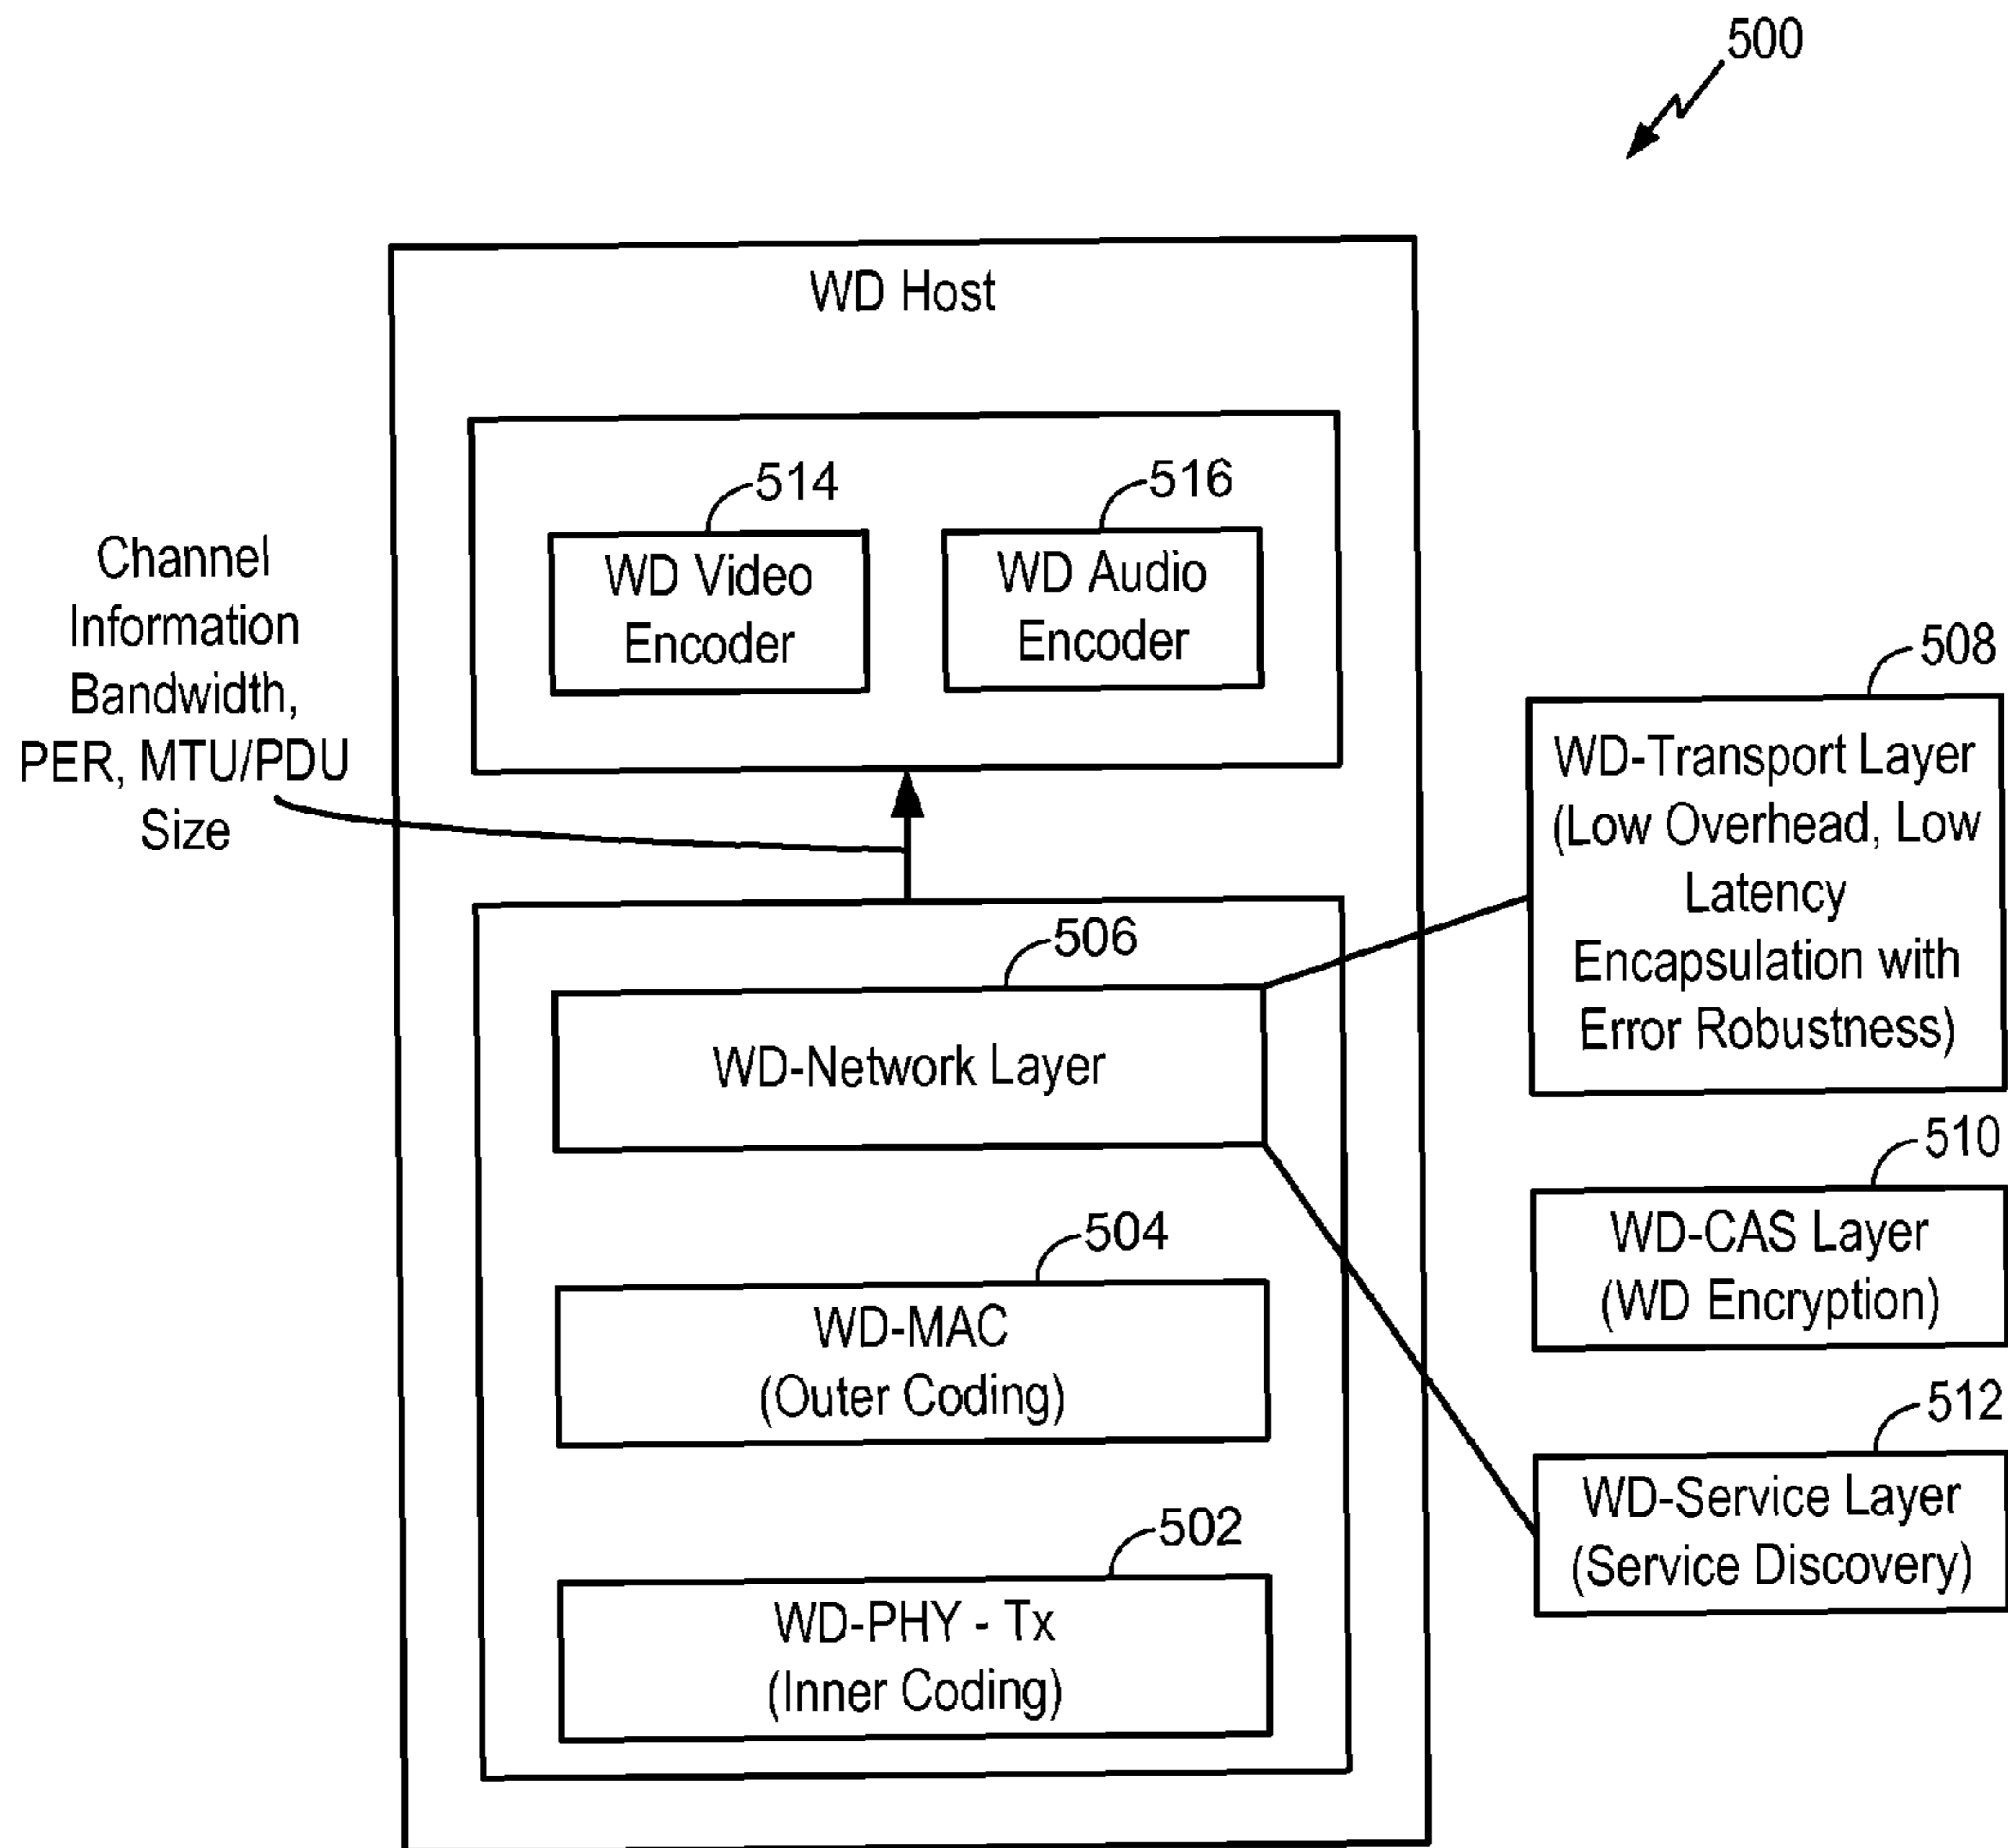 500
WD Host
514
516
WD Video
Encoder
WD Audio
Encoder
Channel
Information
Bandwidth,
PER, MTU/PDU
Size
506
WD-Network Layer
504
WD-MAC
(Outer Coding)
502
WD-PHY - Tx
(Inner Coding)
508
WD-Transport Layer
(Low Overhead, Low
Latency
Encapsulation with
Error Robustness)
510
WD-CAS Layer
(WD Encryption)
512
WD-Service Layer
(Service Discovery)